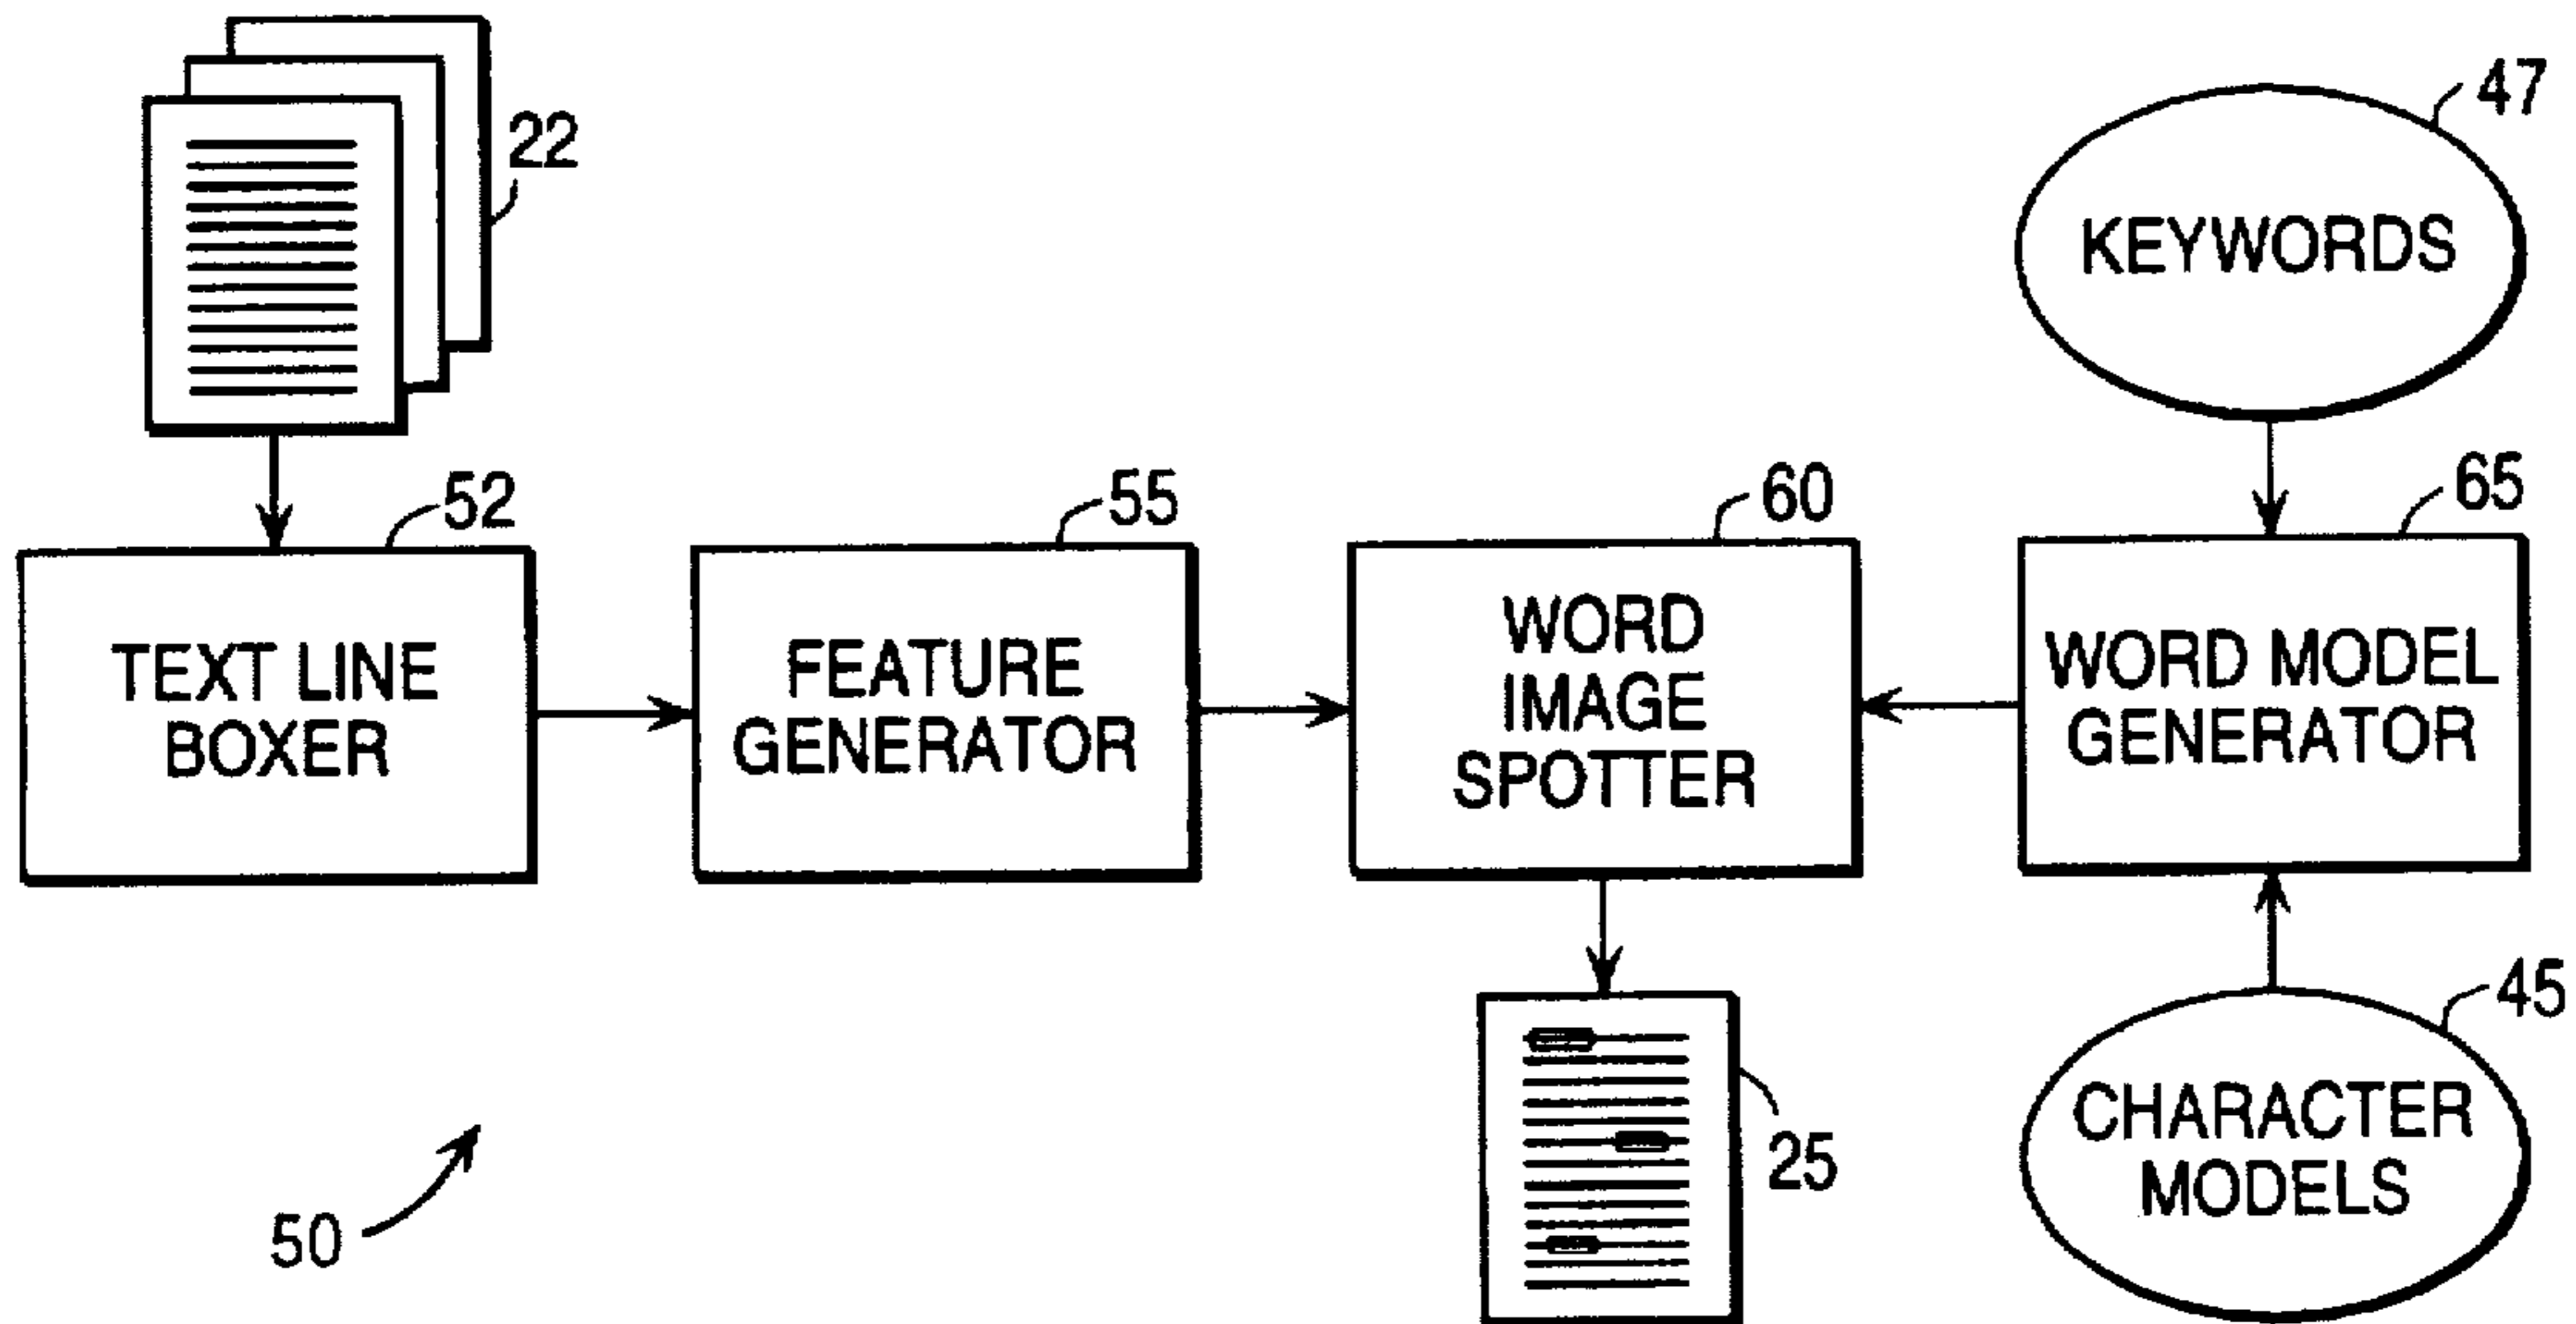 22
47
KEYWORDS
52
55
60
65
TEXT LINE
BOXER
FEATURE
GENERATOR
WORD
IMAGE
SPOTTER
WORD MODEL
GENERATOR
25
45
CHARACTER
MODELS
50